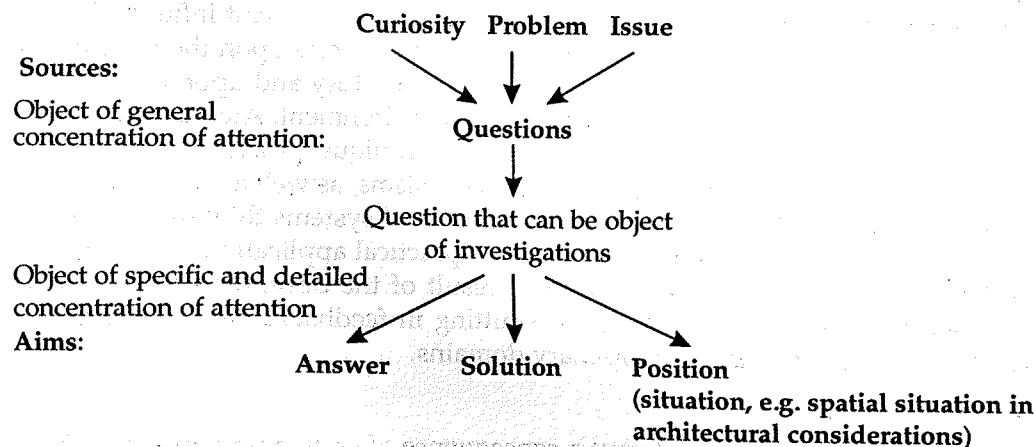 Curiosity Problem Issue
Sources:
Object of general
concentration of attention:
Questions
Question that can be object
of investigations
Object of specific and detailed
concentration of attention
Aims:
Answer Solution Position
(situation, e.g. spatial situation in
architectural considerations)